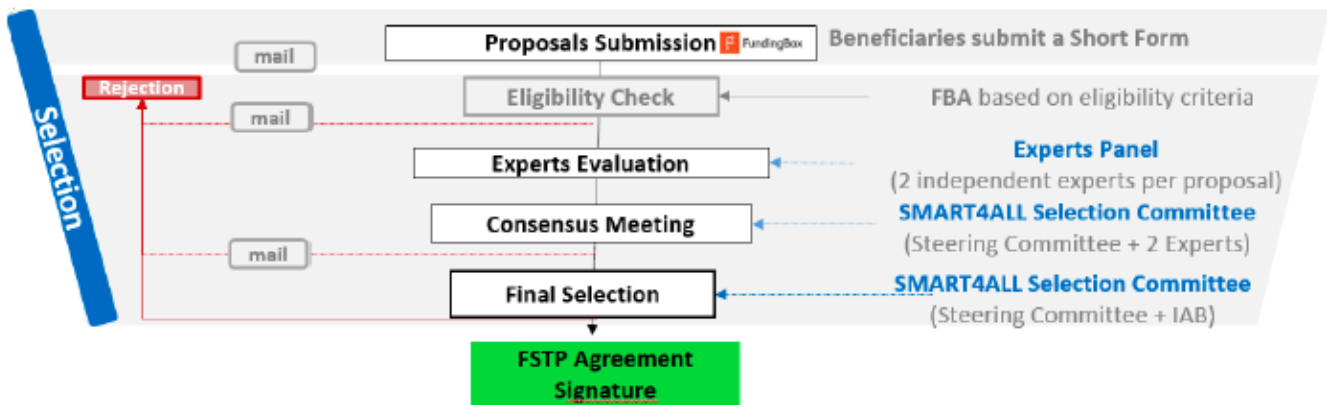 Proposals Submission FundingBox
Beneficiaries submit a Short Form
mail
Rejection
Eligibility Check
FBA based on eligibility criteria
mail
Selection
Experts Evaluation
Experts Panel
(2 independent experts per proposal)
Consensus Meeting
SMART4ALL Selection Committee
(Steering Committee + 2 Experts)
mail
Final Selection
SMART4ALL Selection Committee
(Steering Committee + IAB)
FSTP Agreement
Signature